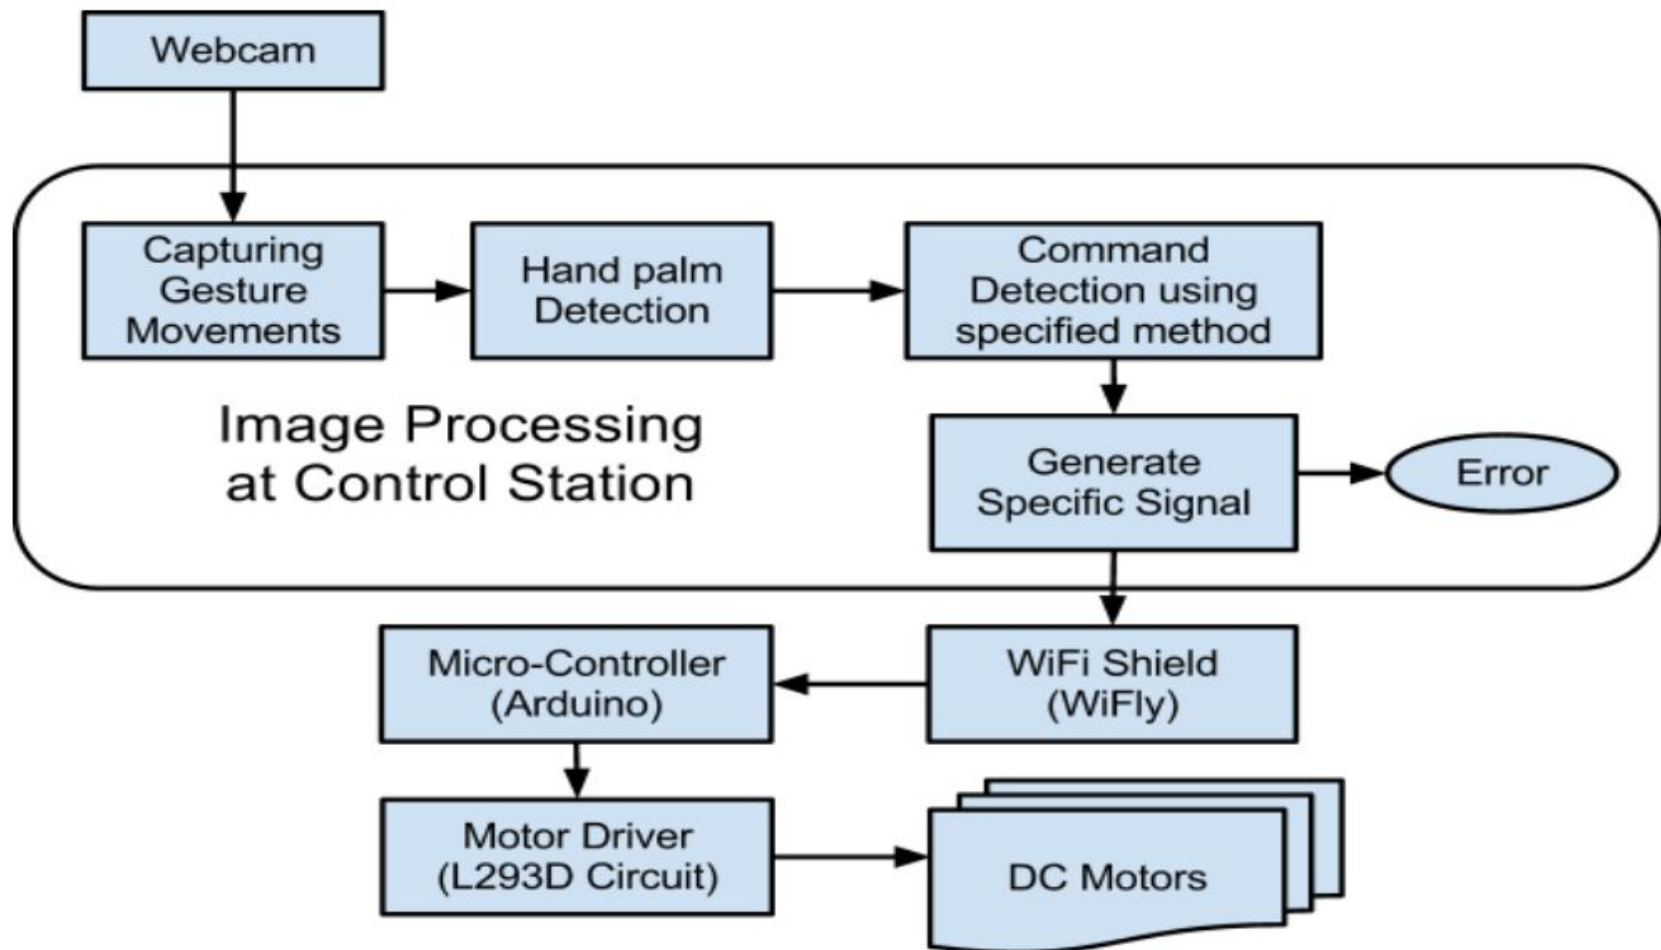 Webcam
Capturing
Gesture
Movements
Hand palm
Detection
Command
Detection using
specified method
Image Processing
at Control Station
Generate
Specific Signal
Error
Micro-Controller
(Arduino)
WiFi Shield
(WiFly)
Motor Driver
(L293D Circuit)
DC Motors